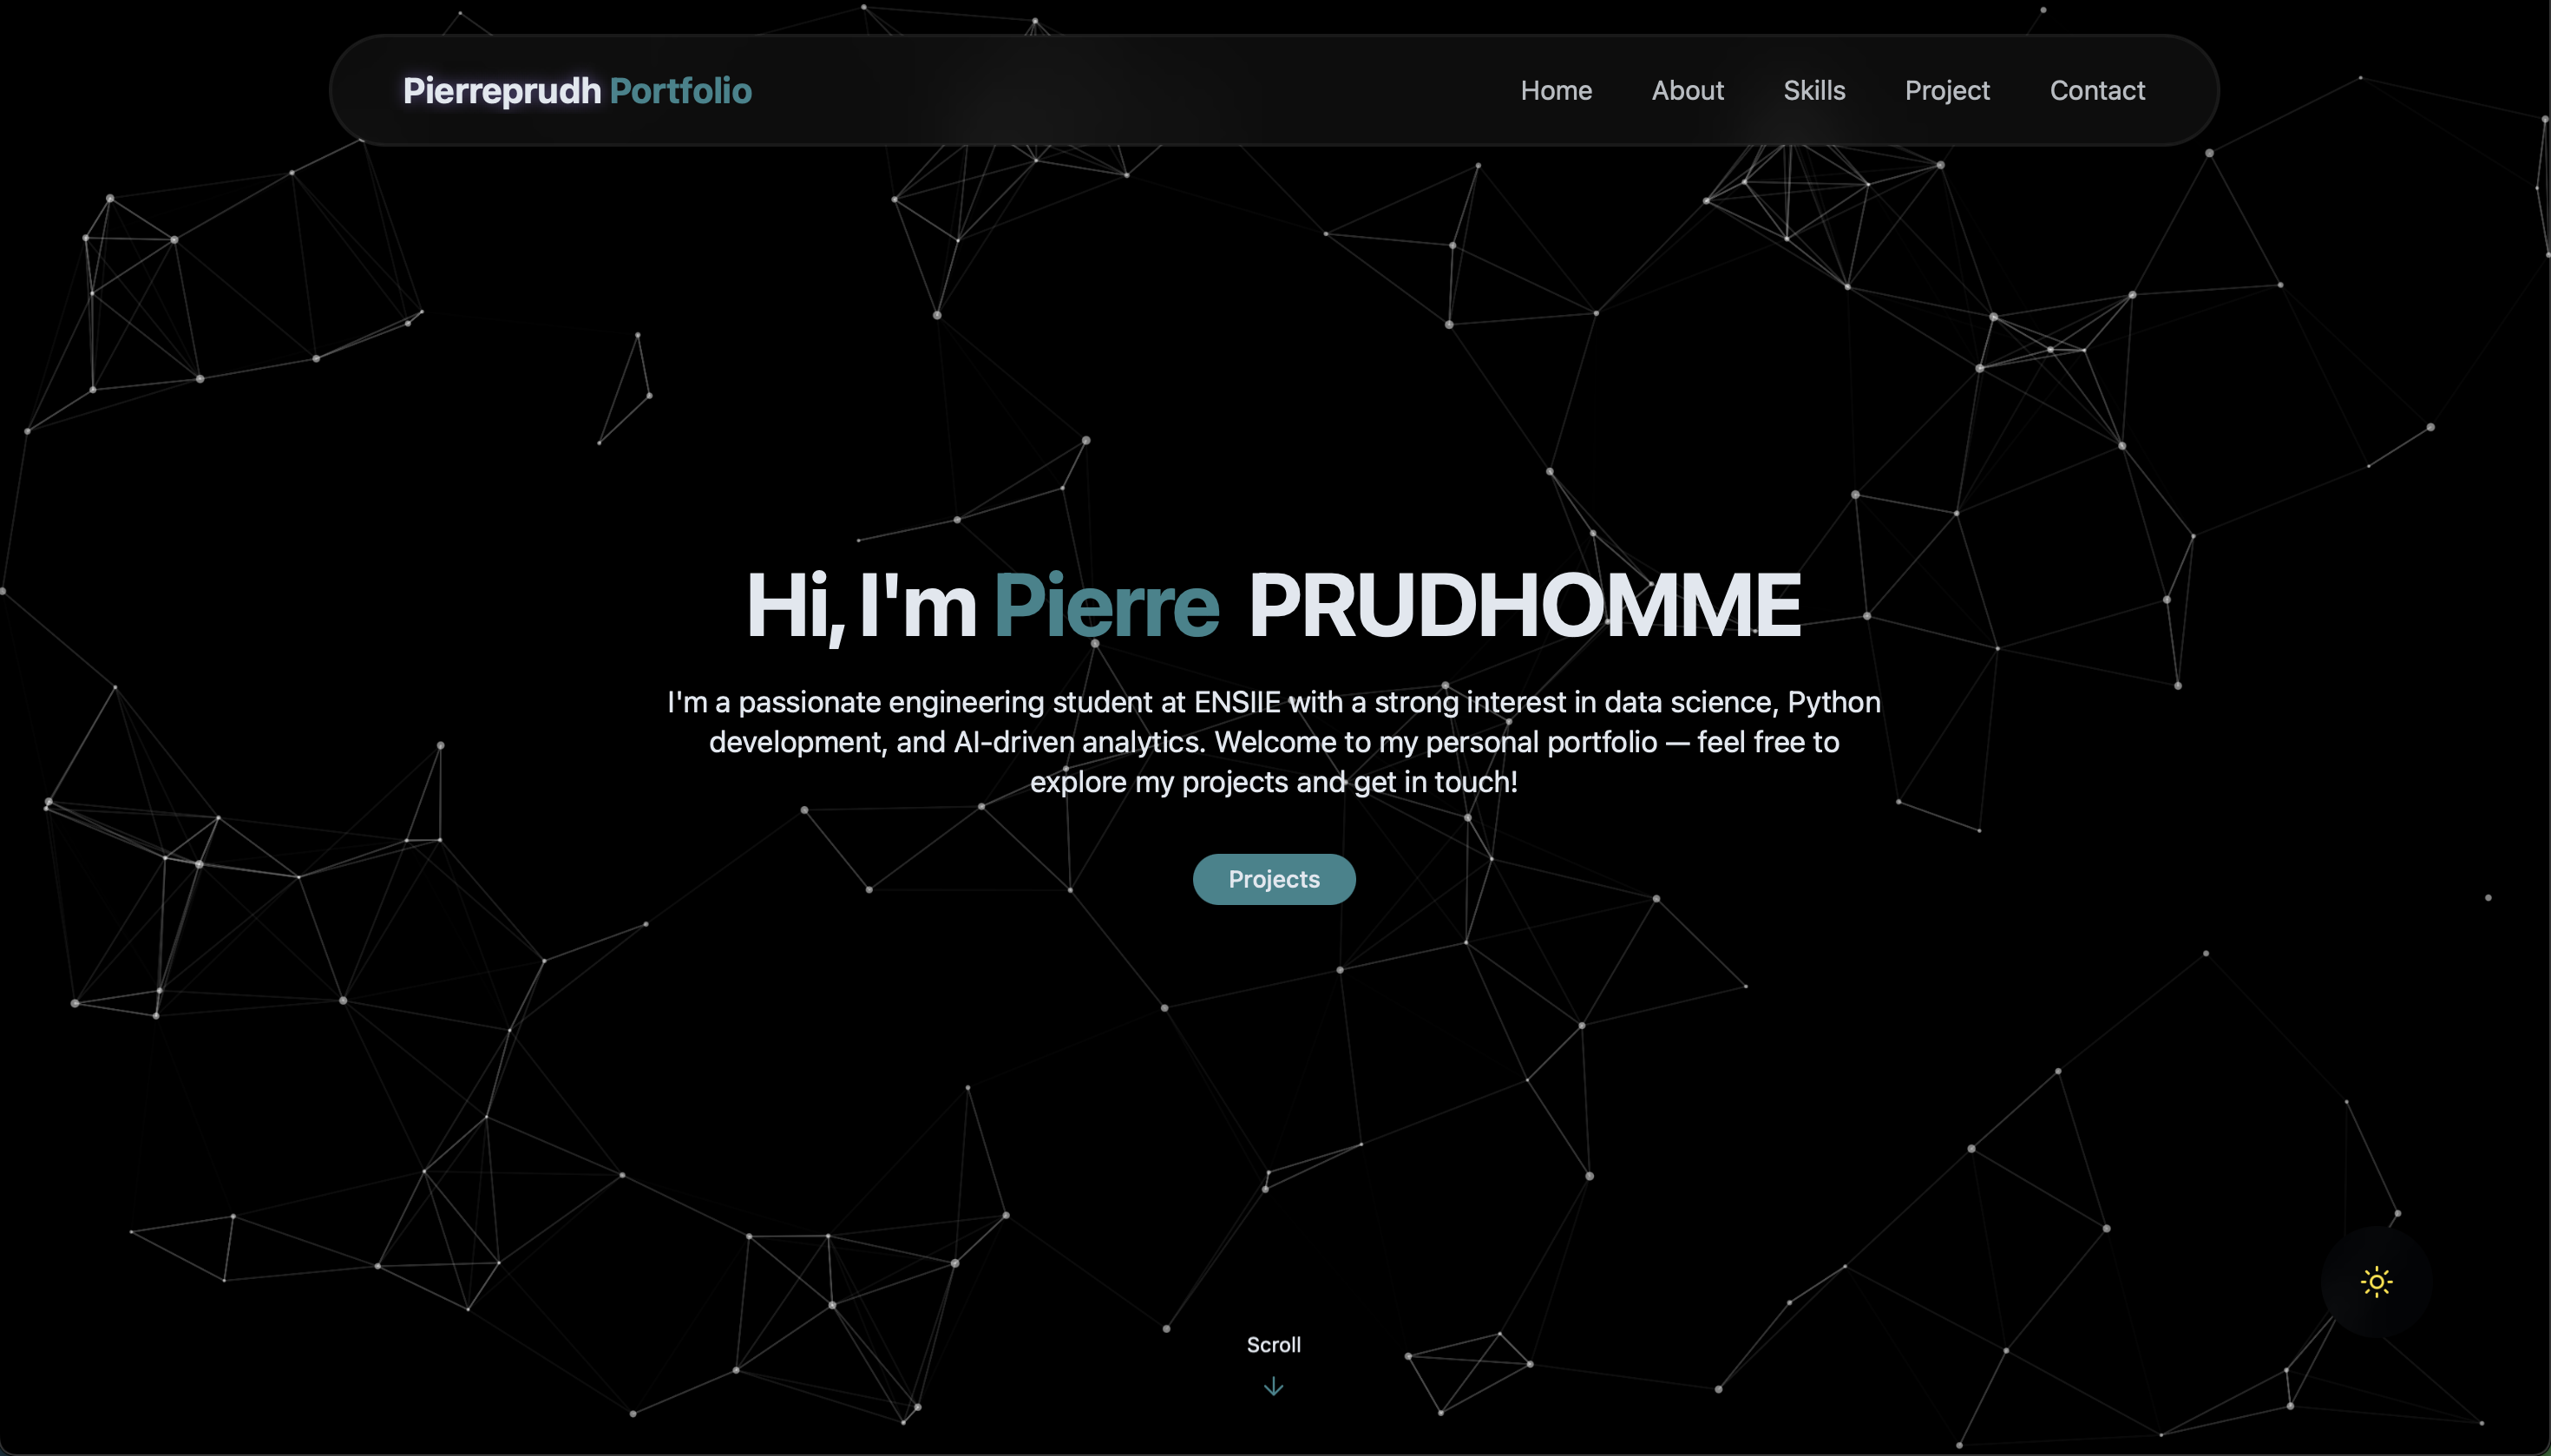 Pierreprudh Portfolio
Home About Skills Project Contact
Hi, I'm Pierre PRUDHOMME
I'm a passionate engineering student at ENSIIE with a strong interest in data science, Python
development, and AI-driven analytics. Welcome to my personal portfolio — feel free to
explore my projects and get in touch!
Projects
Scroll